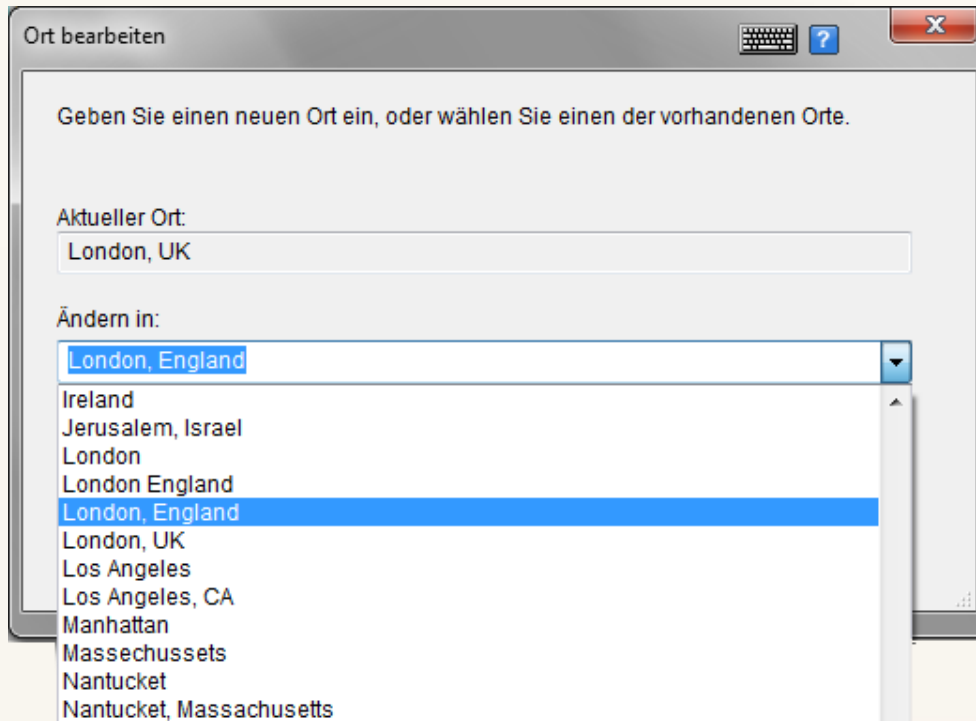 Ort bearbeiten
?
X
Geben Sie einen neuen Ort ein, oder wählen Sie einen der vorhandenen Orte.
Aktueller Ort:
London, UK
Ändern in:
London, England
Ireland
Jerusalem, Israel
London
London England
London, England
London, UK
Los Angeles
Los Angeles, CA
Manhattan
Massechussets
Nantucket
Nantucket, Massachusetts